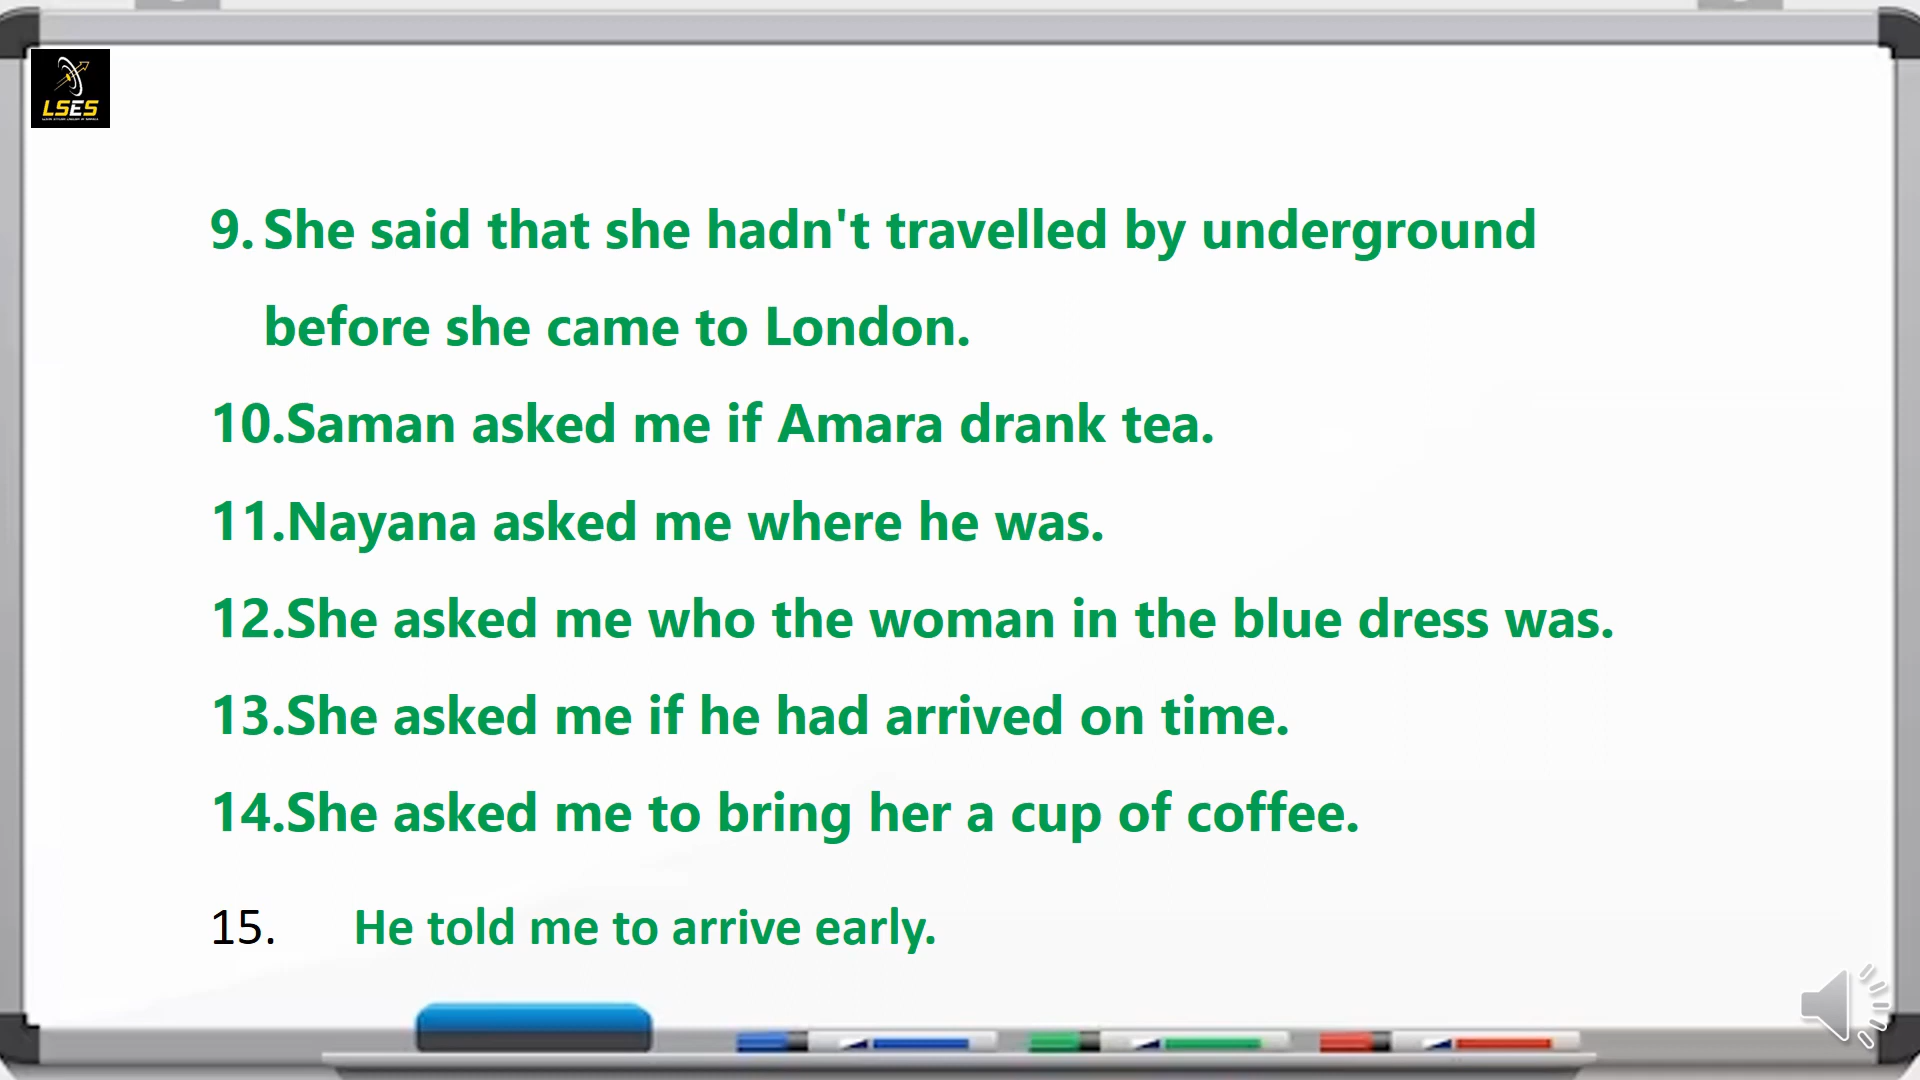 LSES
9. She said that she hadn't travelled by underground
before she came to London.
10.Saman asked me if Amara drank tea.
11.Nayana asked me where he was.
12.She asked me who the woman in the blue dress was.
13.She asked me if he had arrived on time.
14.She asked me to bring her a cup of coffee.
15. He told me to arrive early.